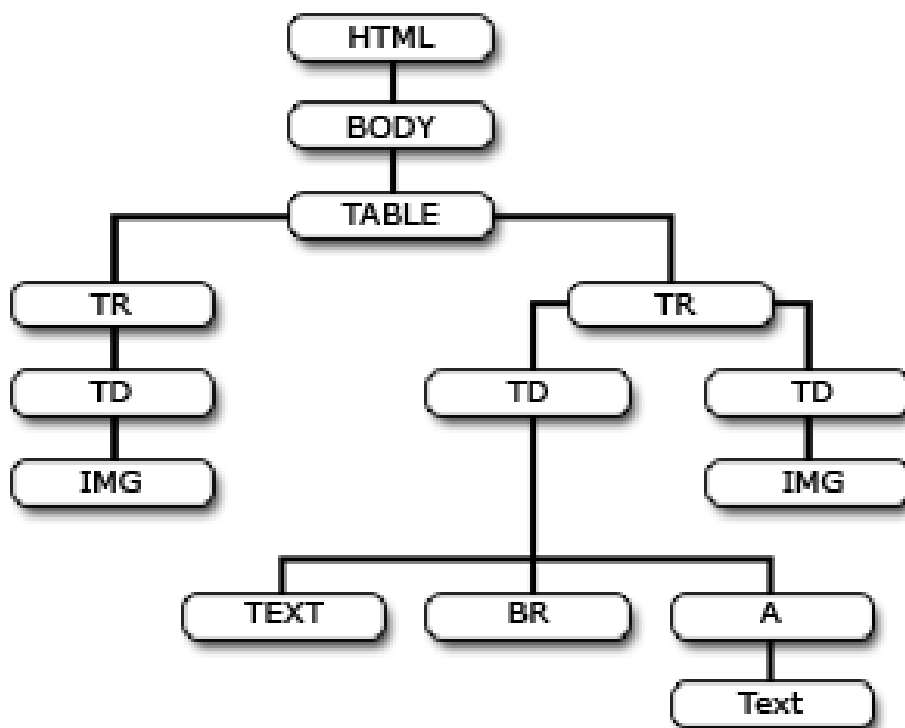 HTML
BODY
TABLE
TR
TR
TD
TD
TD
IMG
IMG
TEXT
BR
A
Text